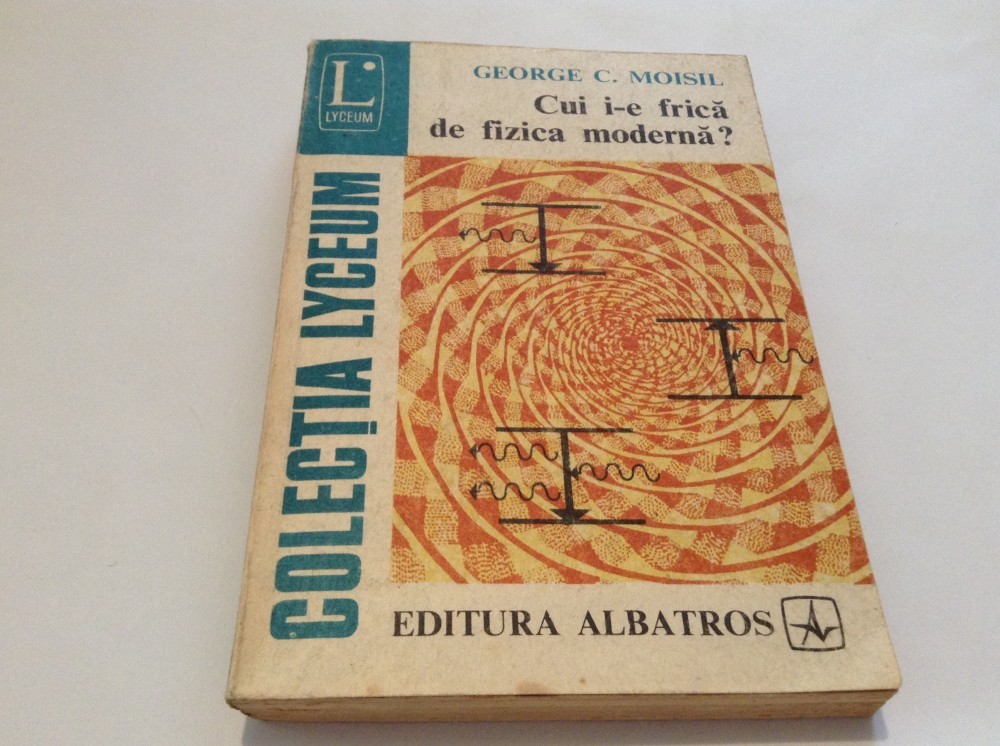 L
LYCEUM
GEORGE C. MOISIL
Cui i-e frică
de fizica modernă?
COLECȚIA LYCEUM
EDITURA ALBATROS